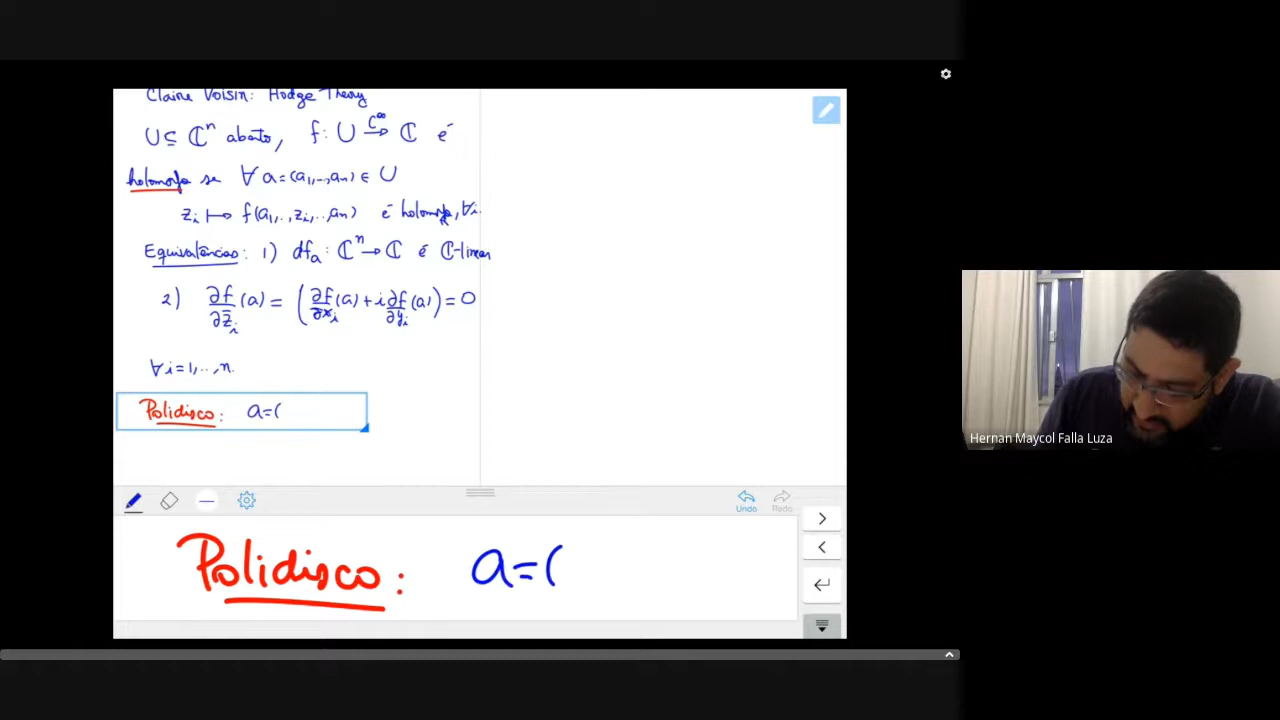 Claire Voisin: Hodge Theory
U ⊆ ℂⁿ aberto, f: U →^{C^∞} ℂ é
holomorfa se ∀ a=(a₁,..,aₙ) ∈ U
zᵢ ⟼ f(a₁,..,zᵢ,..,aₙ) é holomorfa, ∀i.
Equivalências: 1) df_a : ℂⁿ → ℂ é ℂ-linear
2) ∂f/∂z̄ᵢ (a) = (∂f/∂xᵢ (a) + i ∂f/∂yᵢ (a)) = 0
∀ i=1,..,n.
Polidisco: a=(
Undo
Redo
Polidisco: a=(
Hernan Maycol Falla Luza